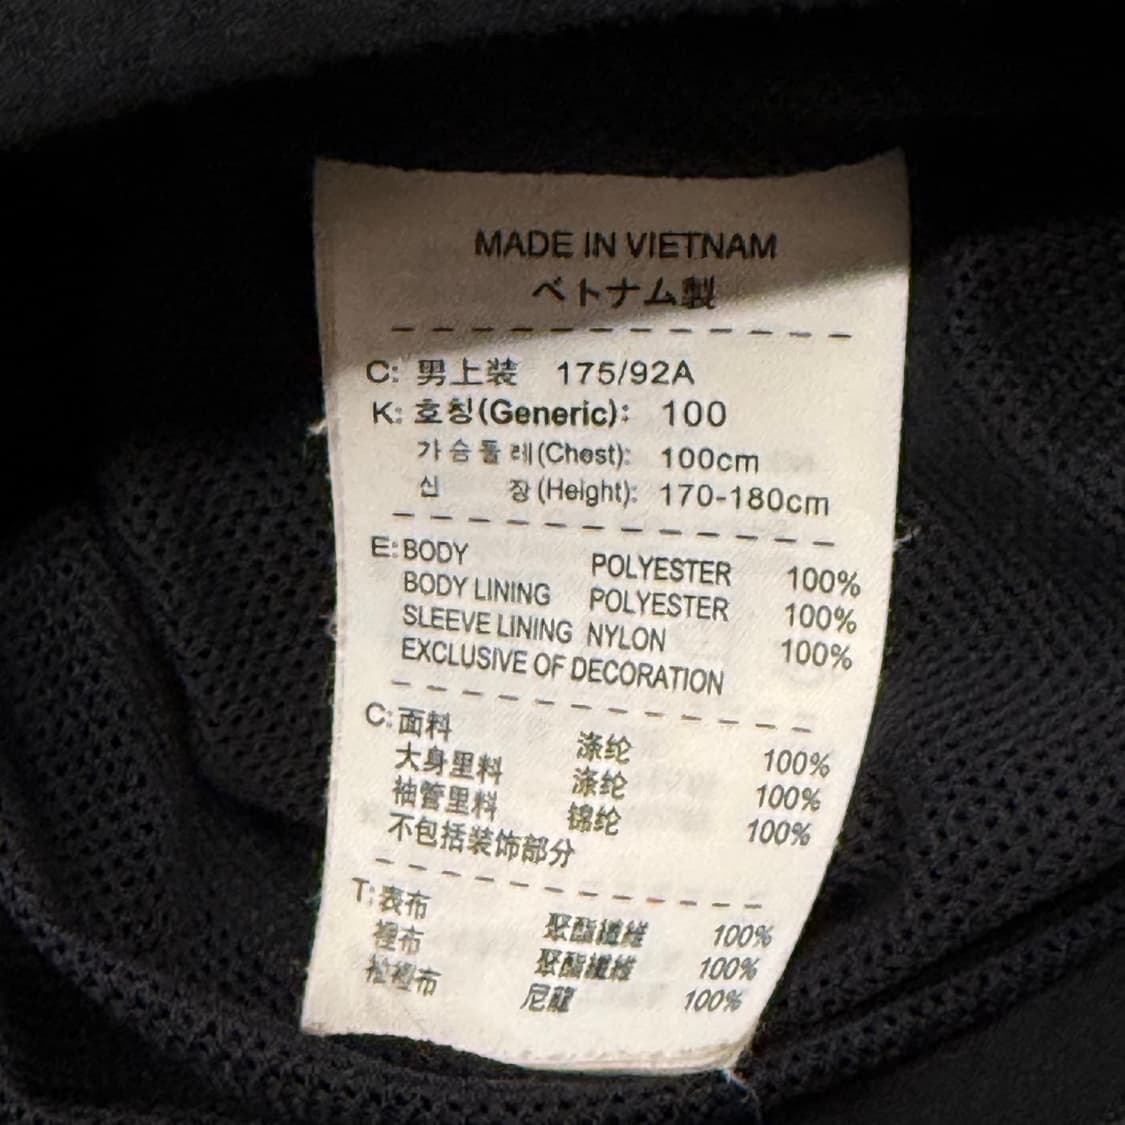 MADE IN VIETNAM
ベトナム製
C: 男上装 175/92A
K: 호칭(Generic): 100
가슴둘레(Chest): 100cm
신 장(Height): 170-180cm
E: BODY POLYESTER 100%
BODY LINING POLYESTER 100%
SLEEVE LINING NYLON 100%
EXCLUSIVE OF DECORATION
C: 面料 涤纶 100%
大身里料 涤纶 100%
袖管里料 锦纶 100%
不包括装饰部分
T: 表布 聚酯纖維 100%
裡布 聚酯纖維 100%
袖裡布 尼龍 100%